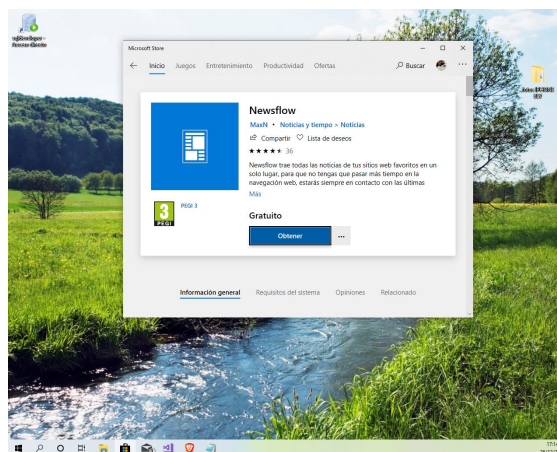 Microsoft Store
Inicio Juegos Entretenimiento Productividad Ofertas Buscar
Newsflow
MaxN • Noticias y tiempo > Noticias
Compartir Lista de deseos
36
Newsflow trae todas las noticias de tus sitios web favoritos en un
solo lugar, para que no tengas que pasar más tiempo en la
navegación web, estarás siempre en contacto con las últimas
Más
3
PEGI
PEGI 3
Gratuito
Obtener
Información general Requisitos del sistema Opiniones Relacionado